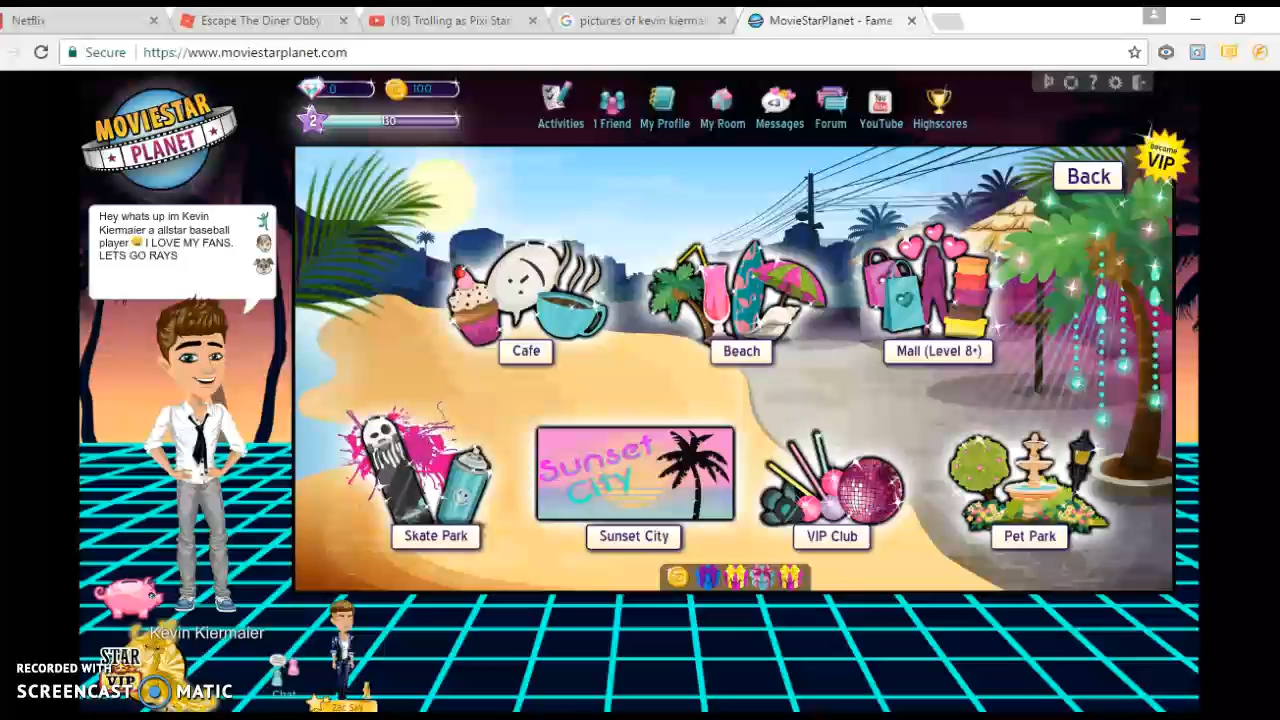 Netflix
Escape The Diner Obby
(18) Trolling as Pixi Star
pictures of kevin kierma
MovieStarPlanet - Fame
Secure
https://www.moviestarplanet.com
MOVIESTAR
PLANET
0
100
2
130
Activities
1 Friend
My Profile
My Room
Messages
Forum
YouTube
Highscores
become
VIP
Back
Hey whats up im Kevin
Kiermaier a allstar baseball
player I LOVE MY FANS.
LETS GO RAYS
Cafe
Beach
Mall (Level 8+)
Sunset
City
Skate Park
Sunset City
VIP Club
Pet Park
Kevin Kiermaier
STAR
VIP
Chat
Zac Sky
RECORDED WITH
SCREENCAST MATIC